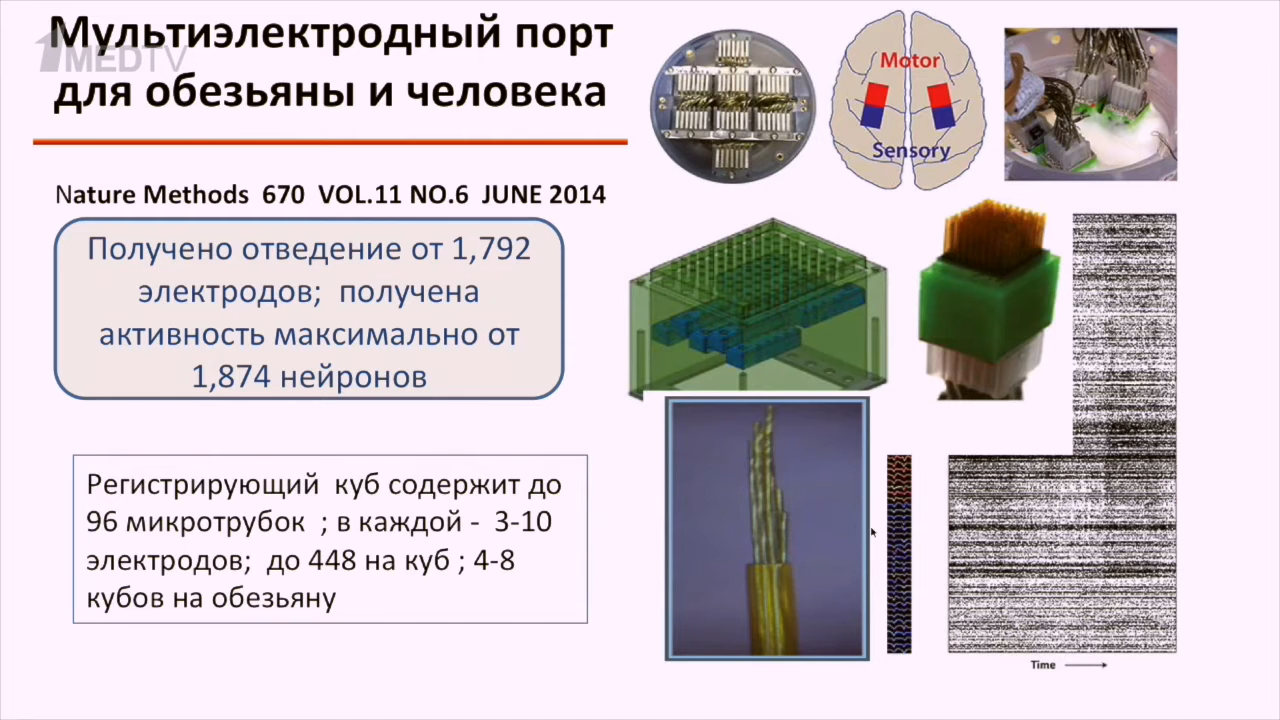 Мультиэлектродный порт
для обезьяны и человека
1MEDTV
Nature Methods 670 VOL.11 NO.6 JUNE 2014
Получено отведение от 1,792
электродов; получена
активность максимально от
1,874 нейронов
Регистрирующий куб содержит до
96 микротрубок ; в каждой - 3-10
электродов; до 448 на куб ; 4-8
кубов на обезьяну
Motor
Sensory
Time